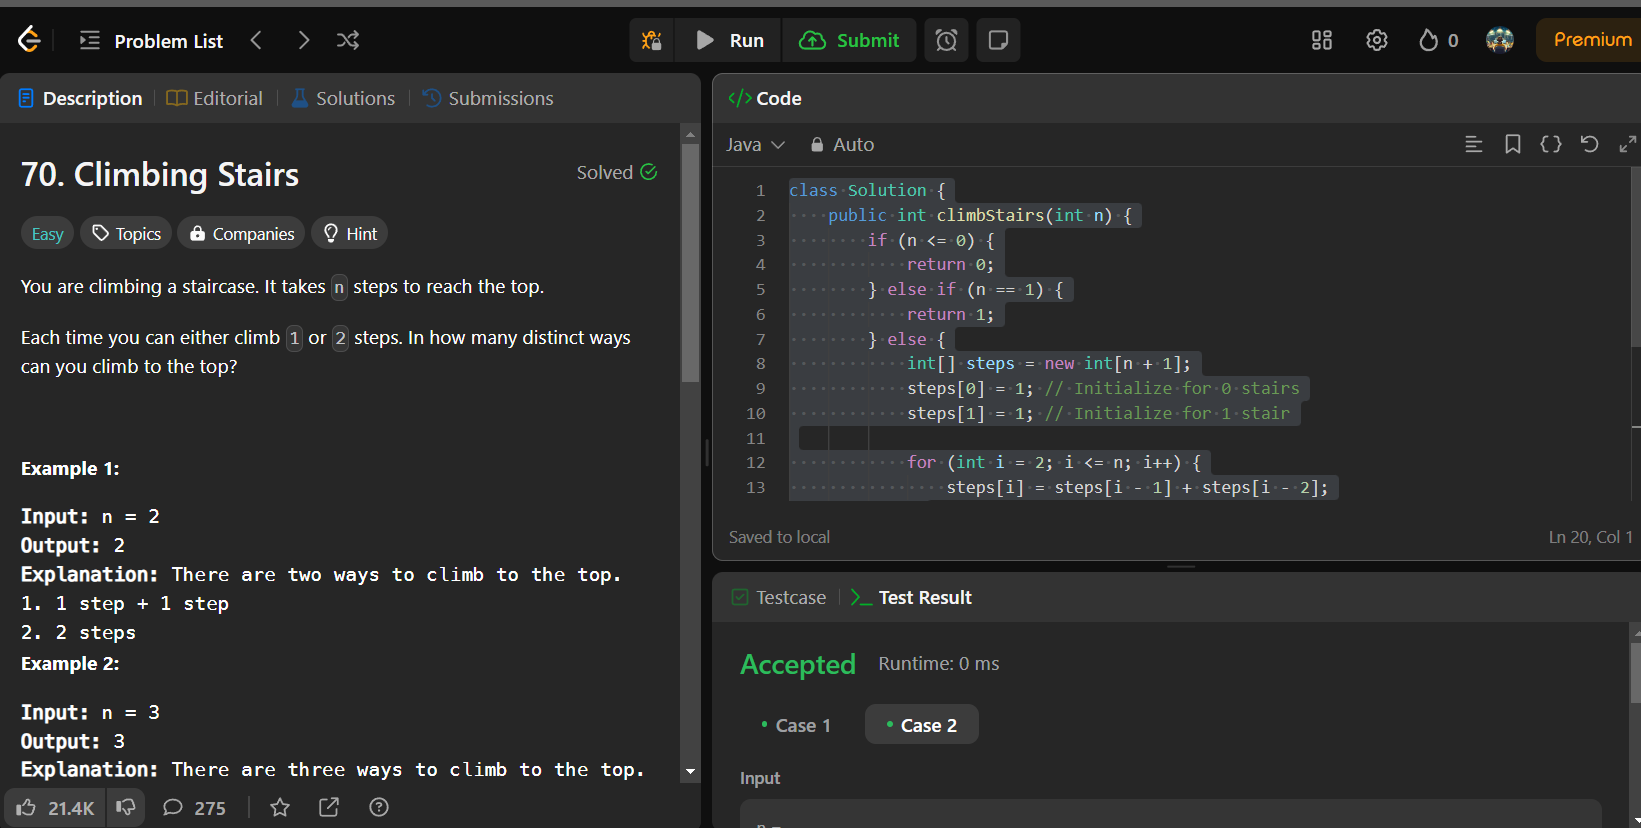 Problem List
Run
Submit
0
Premium
Description
Editorial
Solutions
Submissions
70. Climbing Stairs
Solved
Easy
Topics
Companies
Hint
You are climbing a staircase. It takes n steps to reach the top.
Each time you can either climb 1 or 2 steps. In how many distinct ways
can you climb to the top?
Example 1:
Input: n = 2
Output: 2
Explanation: There are two ways to climb to the top.
1. 1 step + 1 step
2. 2 steps
Example 2:
Input: n = 3
Output: 3
Explanation: There are three ways to climb to the top.
21.4K
275
</> Code
Java
Auto
1 class Solution {
2 public int climbStairs(int n) {
3 if (n <= 0) {
4 return 0;
5 } else if (n == 1) {
6 return 1;
7 } else {
8 int[] steps = new int[n + 1];
9 steps[0] = 1; // Initialize for 0 stairs
10 steps[1] = 1; // Initialize for 1 stair
11
12 for (int i = 2; i <= n; i++) {
13 steps[i] = steps[i - 1] + steps[i - 2];
Saved to local
Ln 20, Col 1
Testcase
Test Result
Accepted
Runtime: 0 ms
Case 1
Case 2
Input